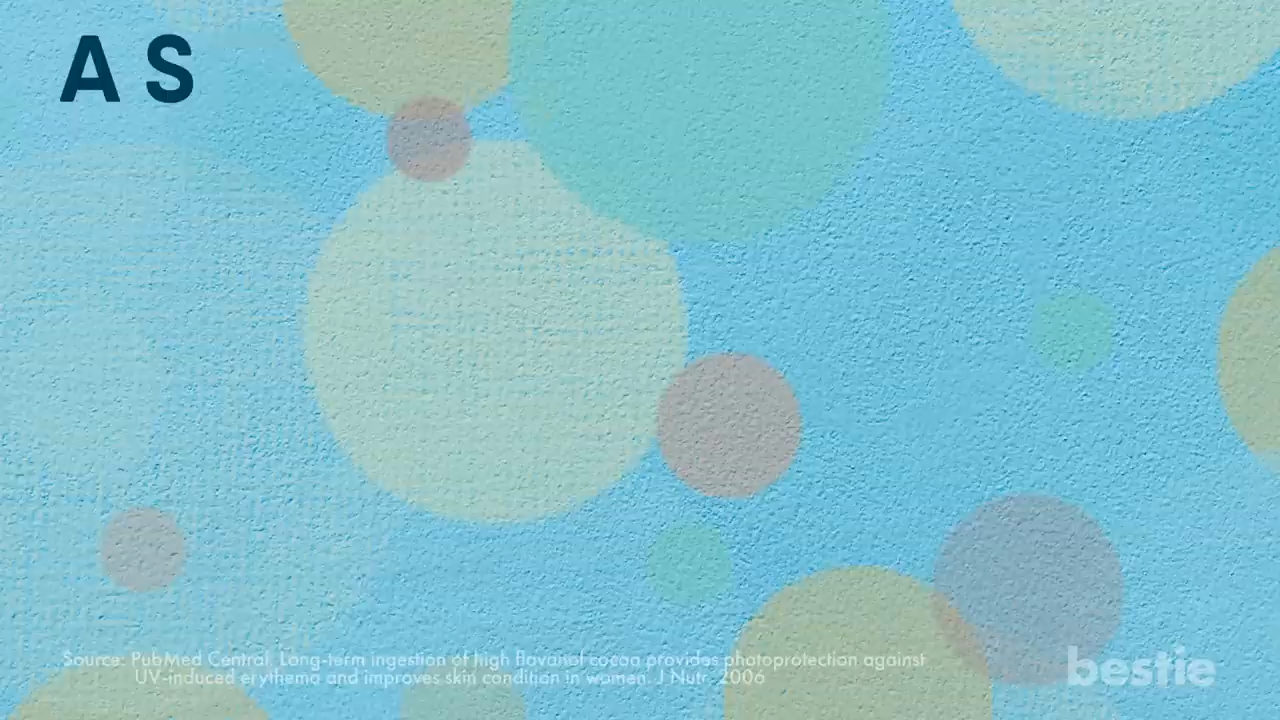 A S
Source: PubMed Central, Long-term ingestion of high flavanol cocoa provides photoprotection against
UV-induced erythema and improves skin condition in women. J Nutr. 2006
bestie